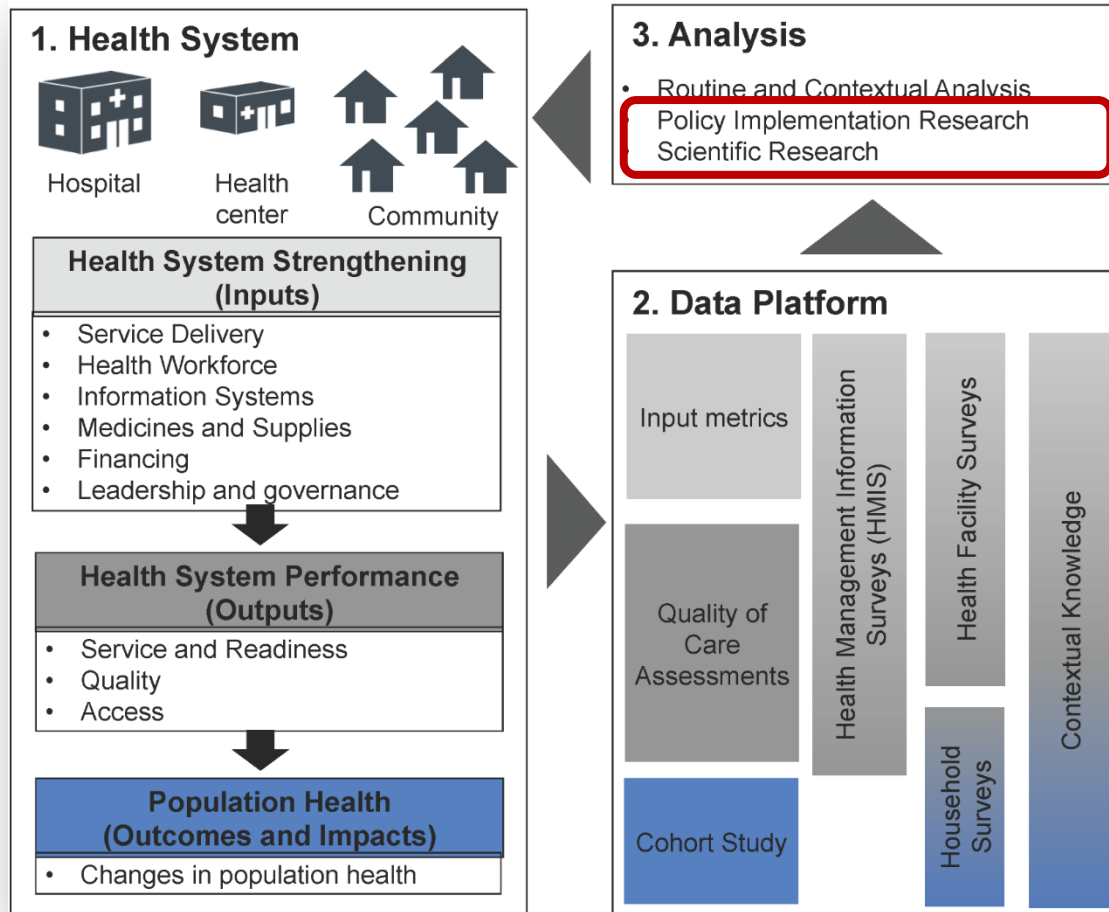 1. Health System
Hospital
Health
center
Community
Health System Strengthening
(Inputs)
• Service Delivery
• Health Workforce
• Information Systems
• Medicines and Supplies
• Financing
• Leadership and governance
Health System Performance
(Outputs)
• Service and Readiness
• Quality
• Access
Population Health
(Outcomes and Impacts)
• Changes in population health
3. Analysis
• Routine and Contextual Analysis
• Policy Implementation Research
• Scientific Research
2. Data Platform
Input metrics
Quality of
Care
Assessments
Cohort Study
Health Management Information
Surveys (HMIS)
Health Facility Surveys
Household
Surveys
Contextual Knowledge